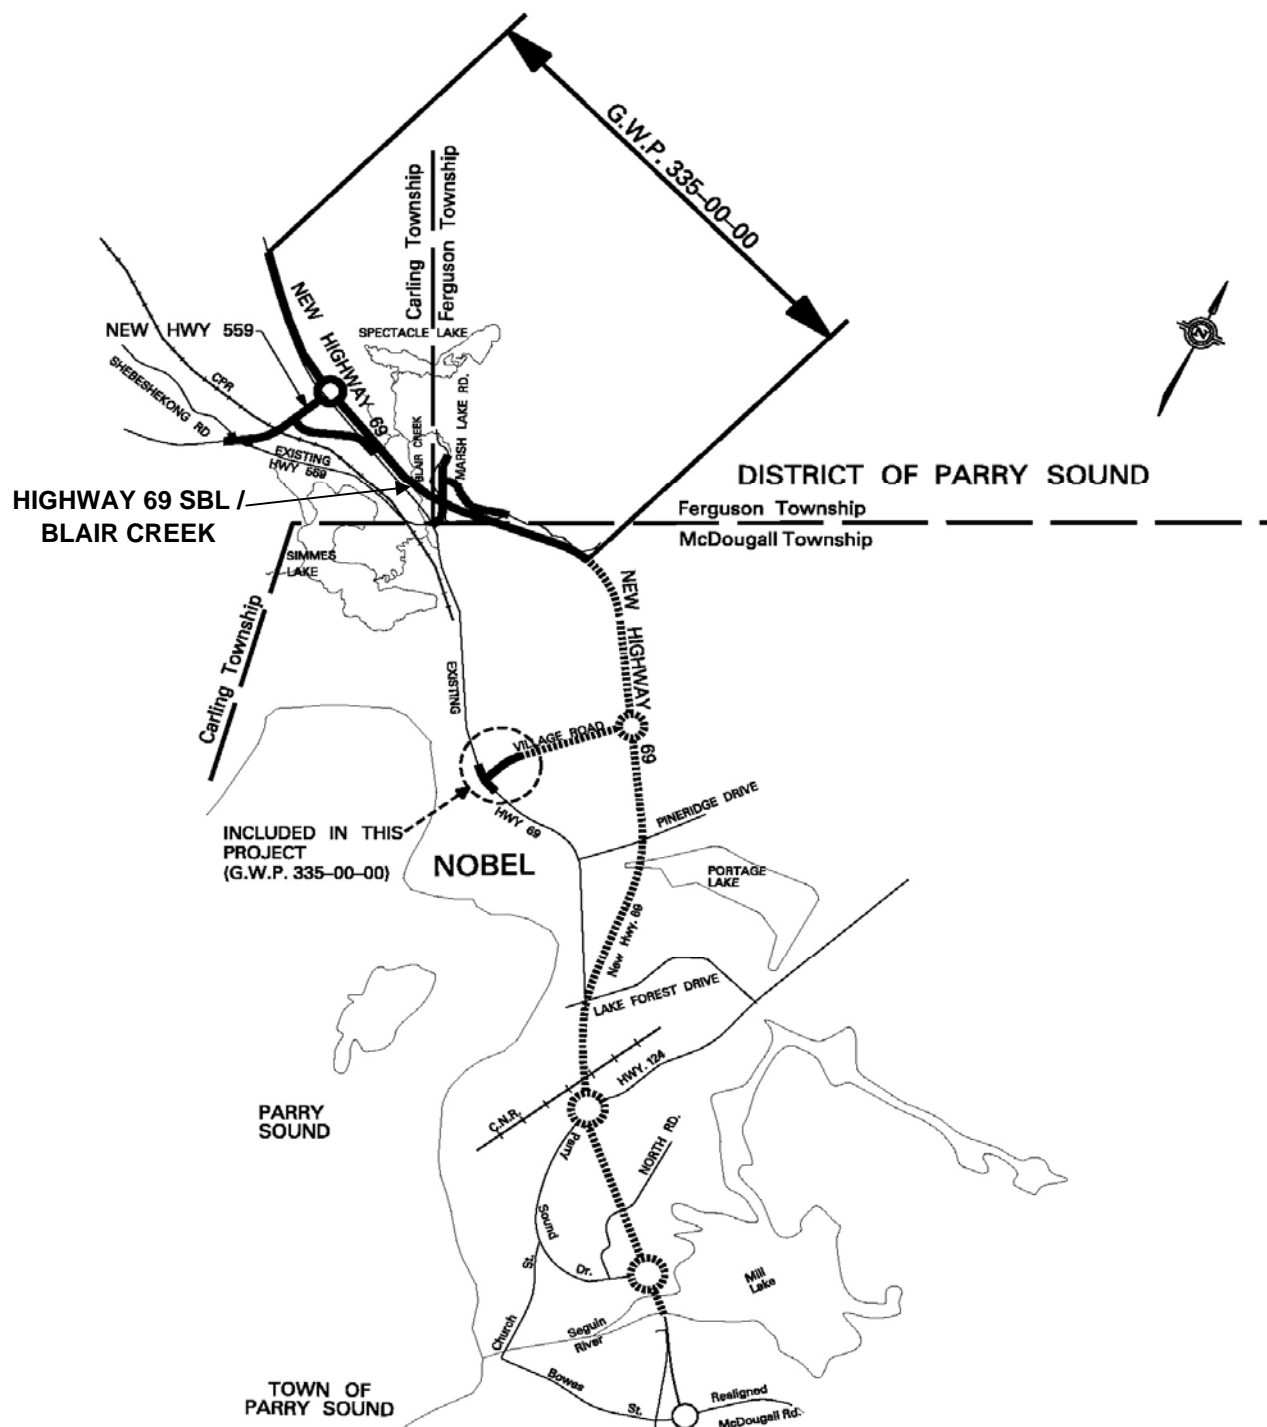 G.W.P. 335-00-00
Carling Township
Ferguson Township
NEW HIGHWAY 69
NEW HWY 559
SPECTACLE LAKE
N
SHEBESHEKONG RD
CPR
MARSH LAKE RD.
BLAIR CREEK
EXISTING
HWY 559
DISTRICT OF PARRY SOUND
HIGHWAY 69 SBL /
BLAIR CREEK
Ferguson Township
McDougall Township
SIMMES
LAKE
Carling Township
NEW HIGHWAY 69
EXISTING
VILLAGE ROAD
HWY 69
PINERIDGE DRIVE
INCLUDED IN THIS
PROJECT
(G.W.P. 335-00-00)
NOBEL
PORTAGE
LAKE
New Hwy. 69
LAKE FOREST DRIVE
HWY. 124
C.N.R.
PARRY
SOUND
NORTH RD.
Parry Sound Dr.
Mill
Lake
Church St.
Seguin
River
TOWN OF
PARRY SOUND
Bowes St.
Realigned
McDougall Rd.